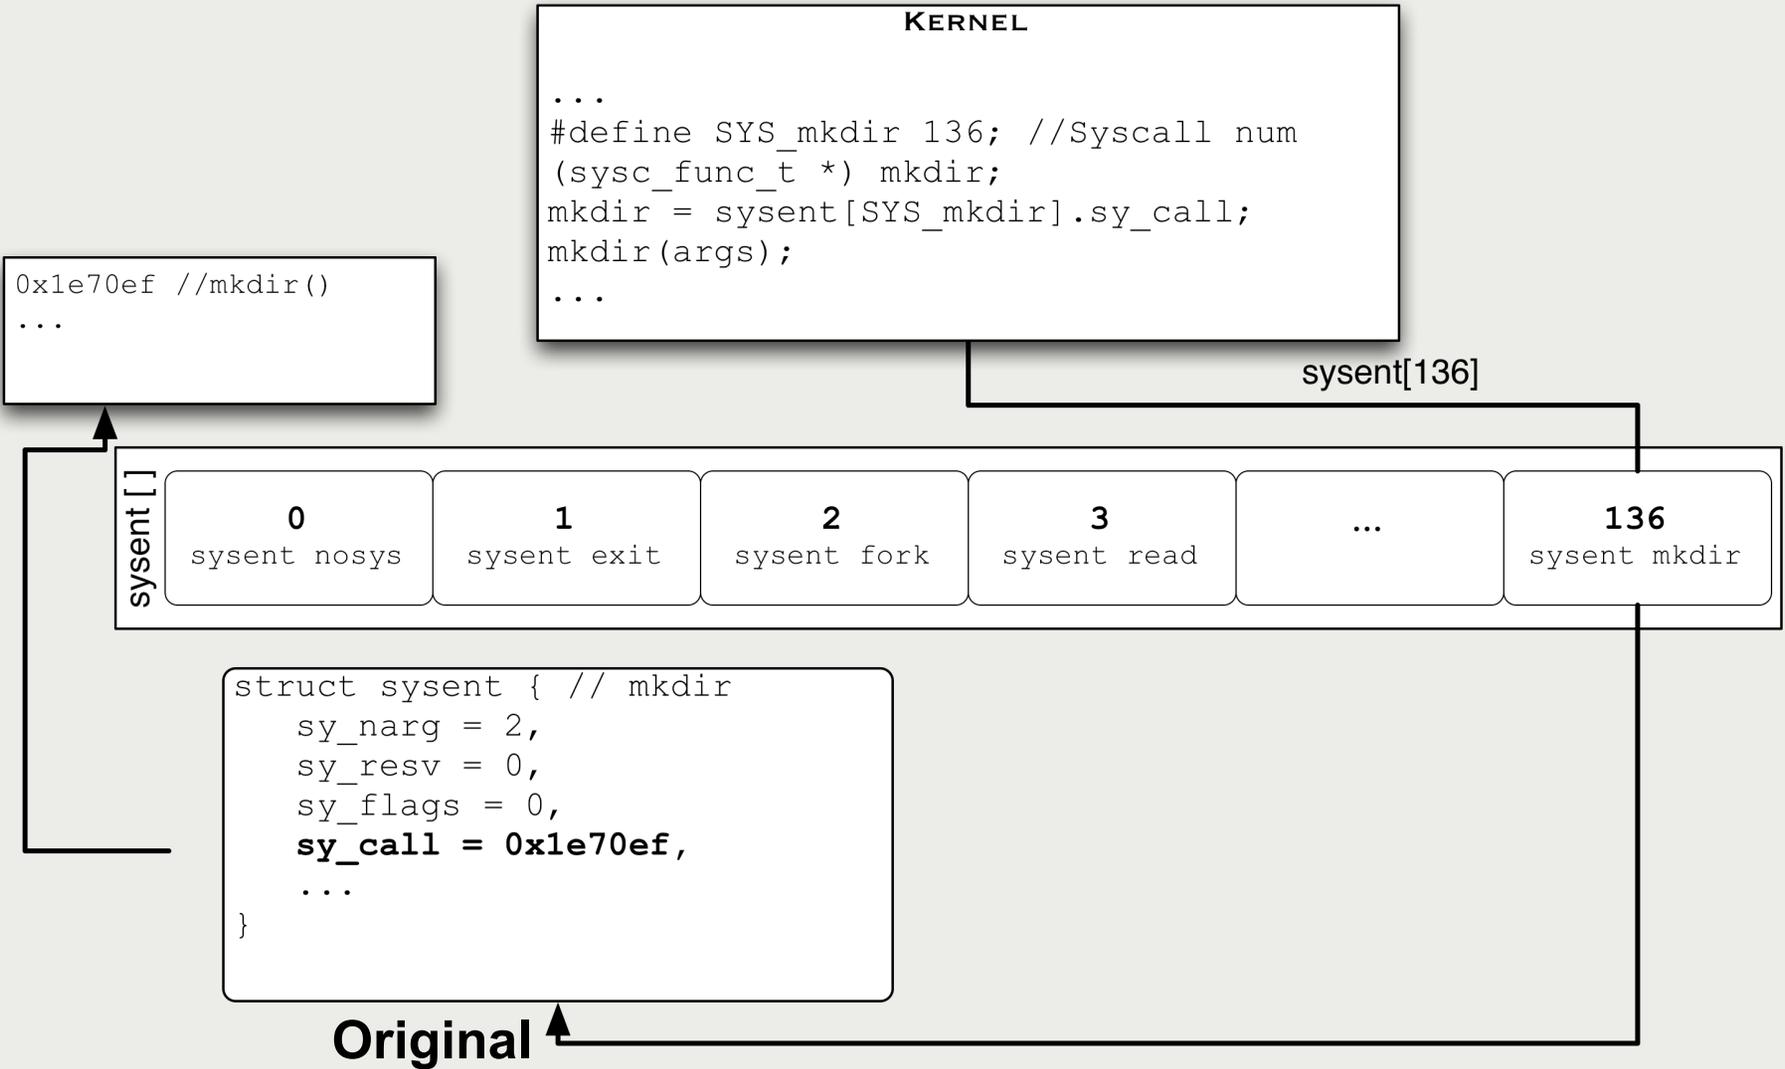 KERNEL
...
#define SYS_mkdir 136; //Syscall num
(sysc_func_t *) mkdir;
mkdir = sysent[SYS_mkdir].sy_call;
mkdir(args);
...
0x1e70ef //mkdir()
...
sysent[136]
sysent [ ]
0
sysent nosys
1
sysent exit
2
sysent fork
3
sysent read
...
136
sysent mkdir
struct sysent { // mkdir
sy_narg = 2,
sy_resv = 0,
sy_flags = 0,
sy_call = 0x1e70ef,
...
}
Original